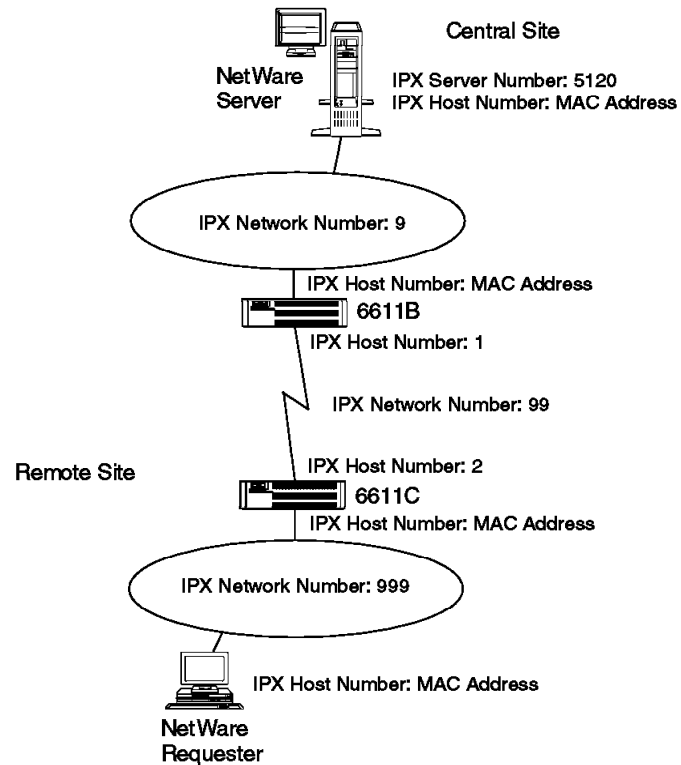 Central Site
NetWare
Server
IPX Server Number: 5120
IPX Host Number: MAC Address
IPX Network Number: 9
IPX Host Number: MAC Address
6611B
IPX Host Number: 1
IPX Network Number: 99
Remote Site
IPX Host Number: 2
6611C
IPX Host Number: MAC Address
IPX Network Number: 999
IPX Host Number: MAC Address
NetWare
Requester